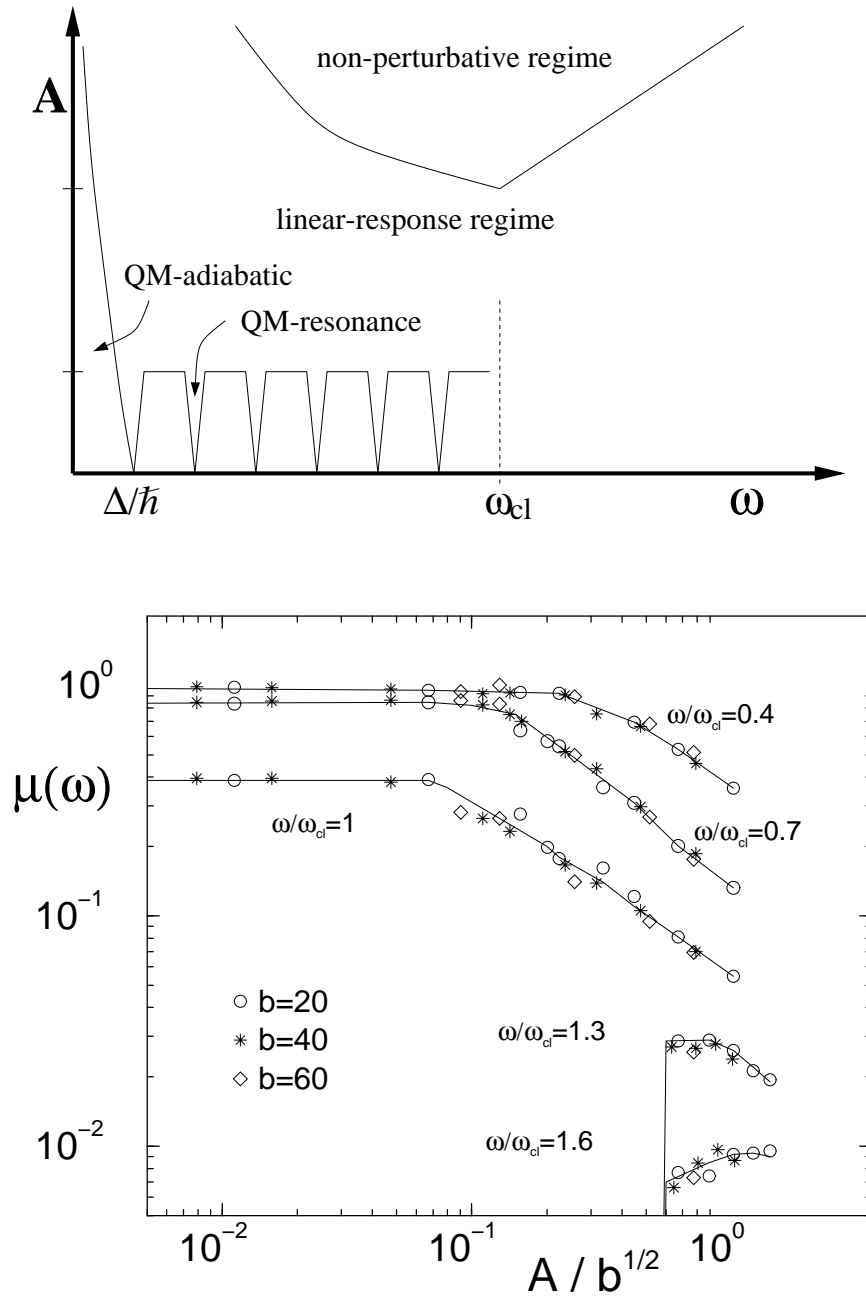 non-perturbative regime
A
linear-response regime
QM-adiabatic
QM-resonance
Δ/ħ
ω_cl
ω
10^0
ω/ω_cl=0.4
μ(ω)
ω/ω_cl=1
ω/ω_cl=0.7
10^-1
b=20
b=40
b=60
ω/ω_cl=1.3
ω/ω_cl=1.6
10^-2
10^-2
10^-1
10^0
A / b^1/2